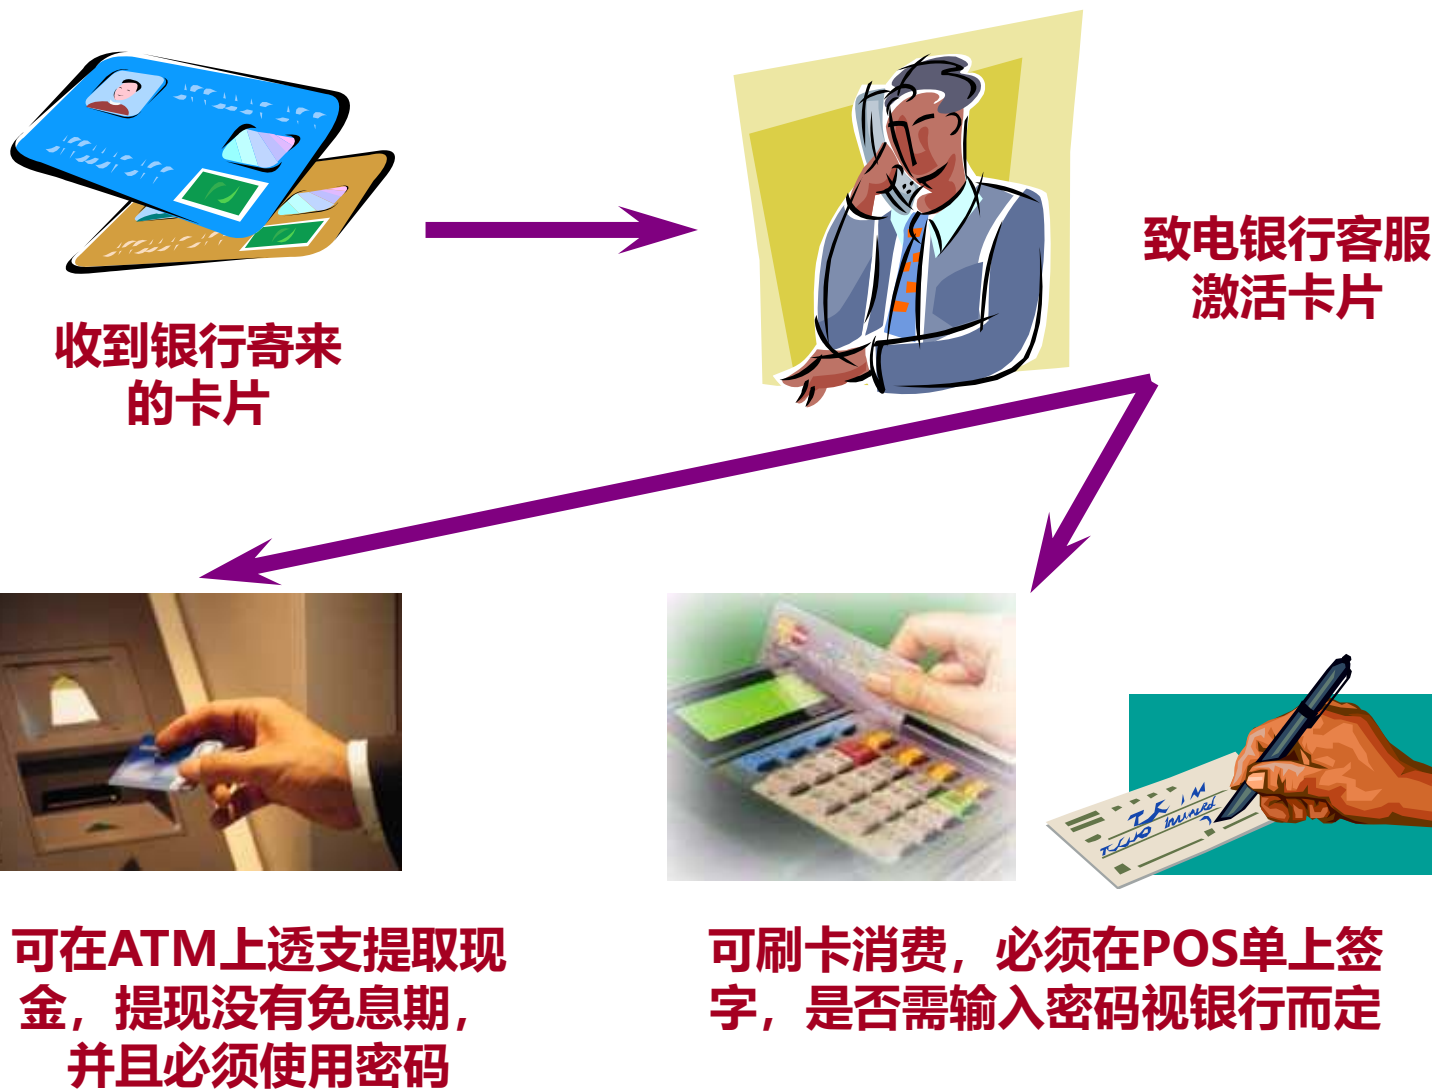 收到银行寄来
的卡片
致电银行客服
激活卡片
可在ATM上透支提取现
金，提现没有免息期，
并且必须使用密码
可刷卡消费，必须在POS单上签
字，是否需输入密码视银行而定